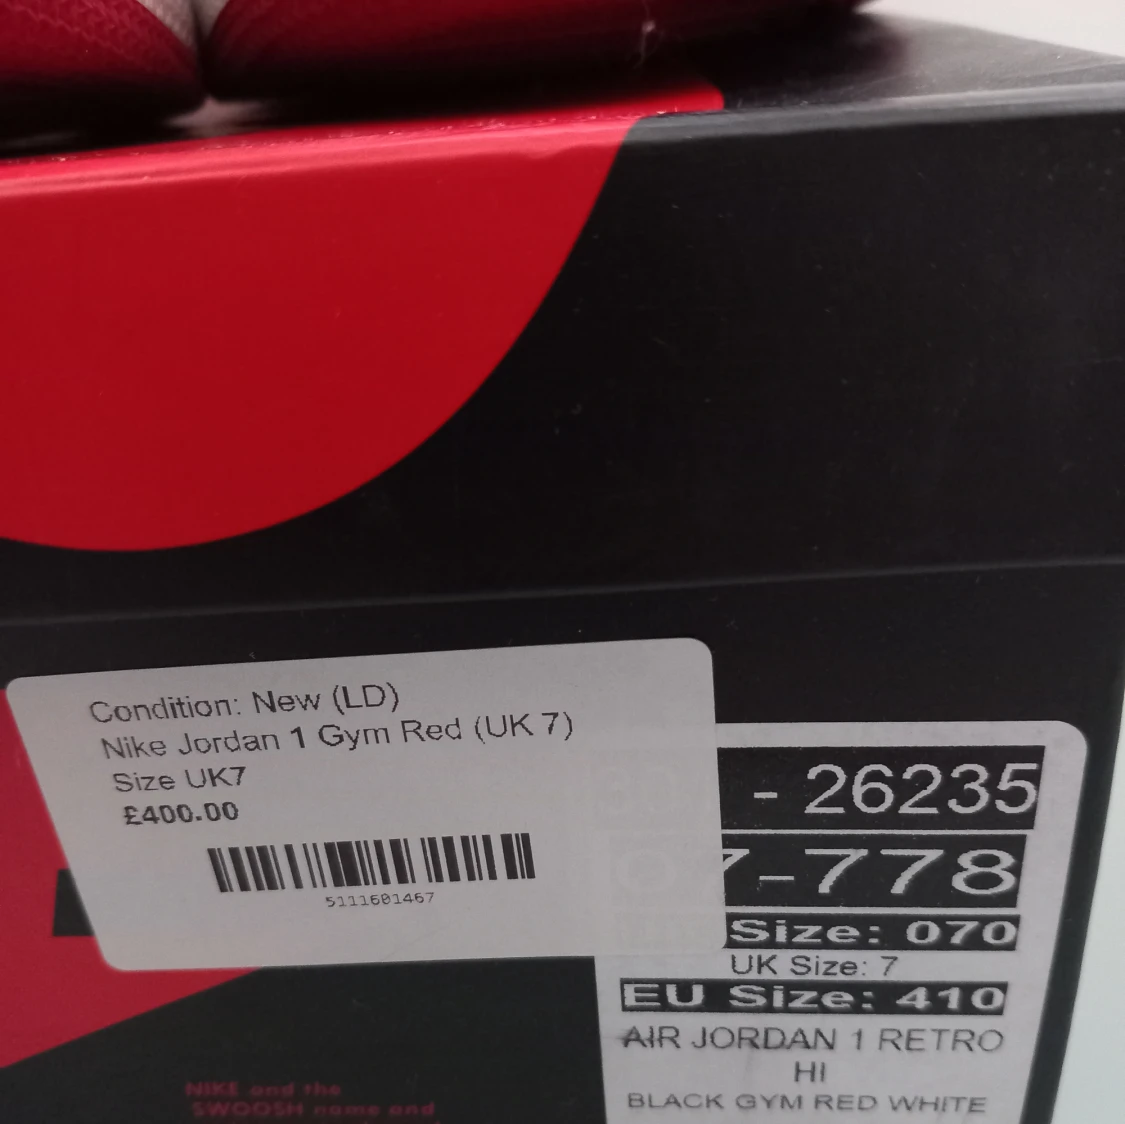 Condition: New (LD)
Nike Jordan 1 Gym Red (UK 7)
Size UK7
£400.00
5111601467
- 26235
07-778
Size: 070
UK Size: 7
EU Size: 410
AIR JORDAN 1 RETRO
HI
BLACK GYM RED WHITE
NIKE and the
SWOOSH name and